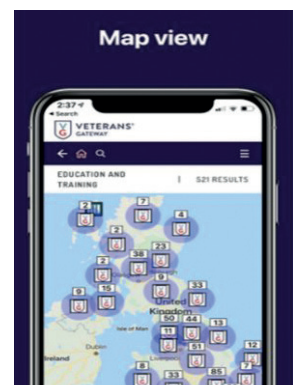 Map view
2:37
Search
VETERANS'
GATEWAY
EDUCATION AND
TRAINING
521 RESULTS
2
7
4
2
23
38
2
9
9
15
33
United
Kingdom
50
44
13
11
Isle of Man
Dublin
51
12
Ireland
8
33
85
7